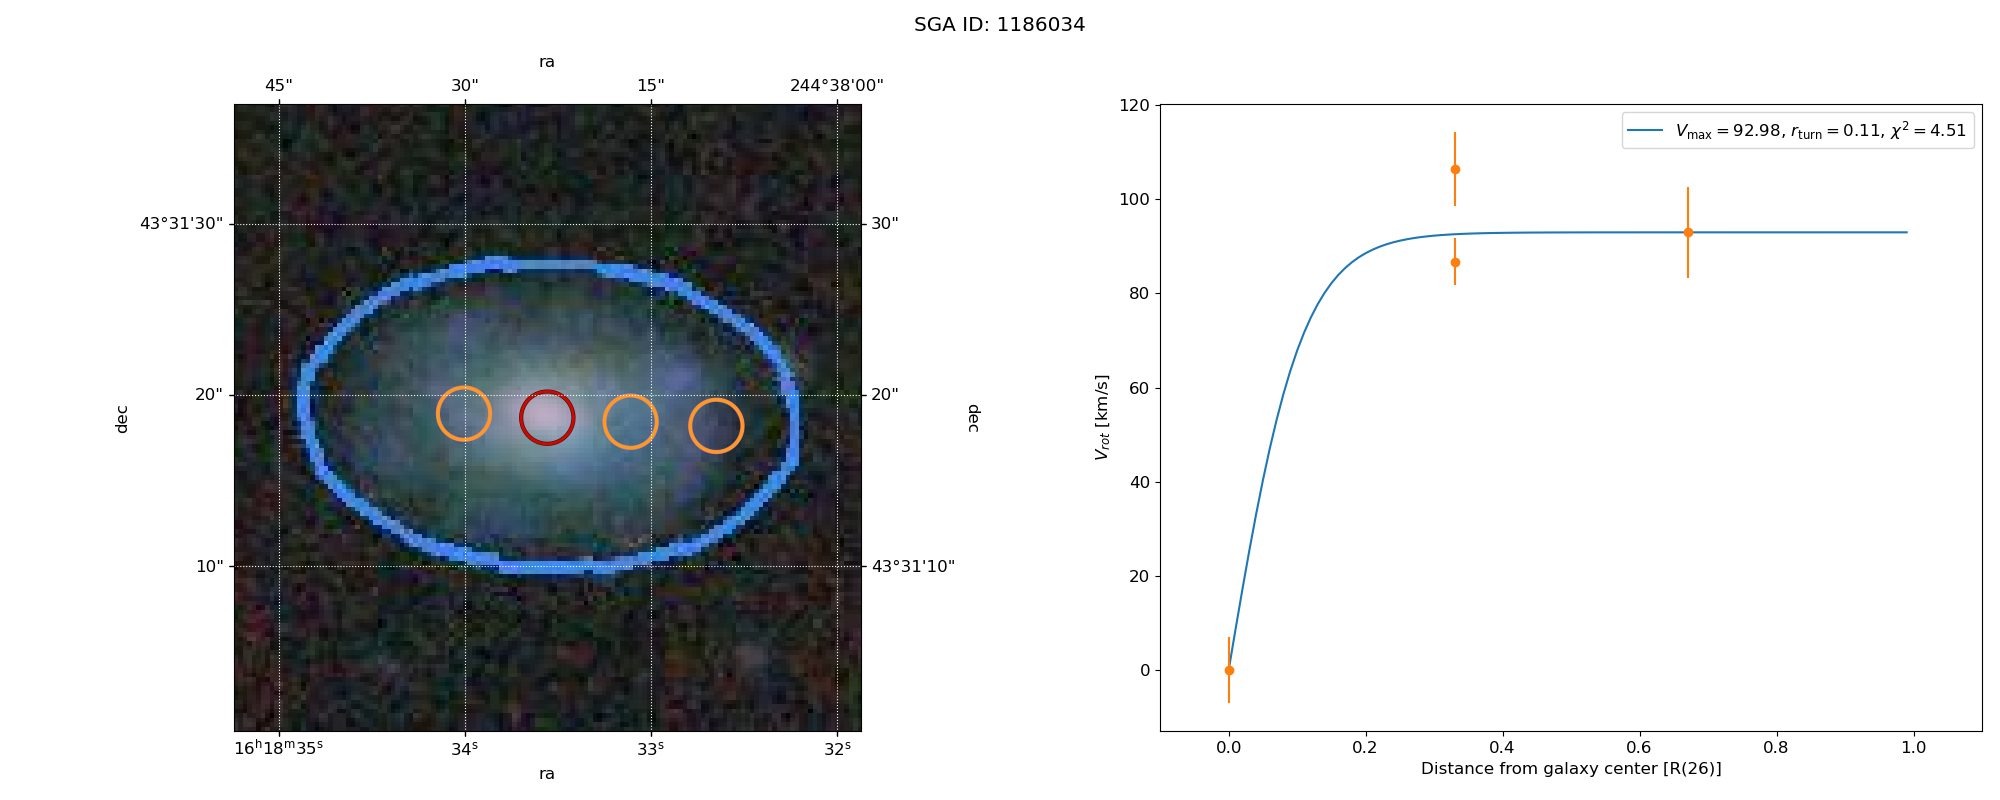 SGA ID: 1186034
ra
45" 30" 15" 244°38'00"
43°31'30" 30"
20" 20"
10" 43°31'10"
dec
dec
16ʰ18ᵐ35ˢ 34ˢ 33ˢ 32ˢ
ra
V_max = 92.98, r_turn = 0.11, χ² = 4.51
120
100
80
60
40
20
0
V_rot [km/s]
0.0 0.2 0.4 0.6 0.8 1.0
Distance from galaxy center [R(26)]